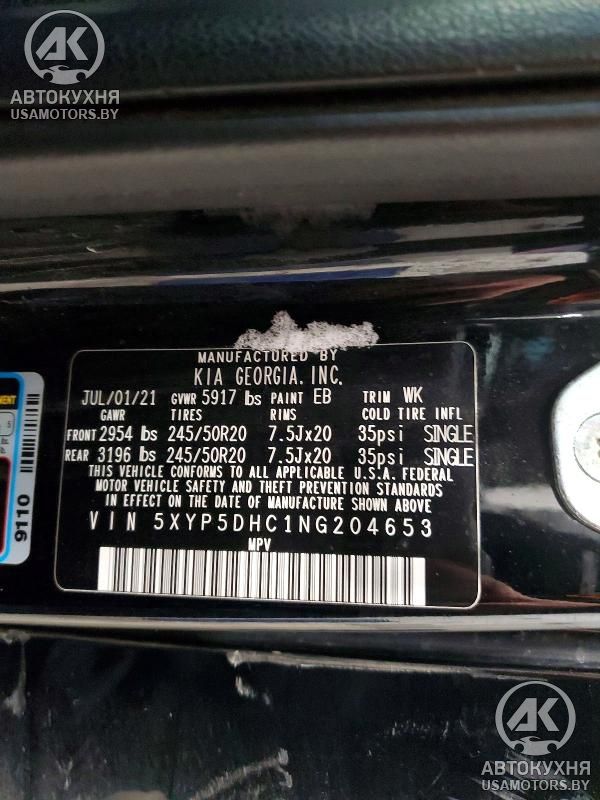 AK
АВТОКУХНЯ
USAMOTORS.BY
MANUFACTURED BY
KIA GEORGIA, INC.
JUL/01/21 GVWR 5917 lbs PAINT EB TRIM WK
GAWR TIRES RIMS COLD TIRE INFL
FRONT 2954 lbs 245/50R20 7.5Jx20 35psi SINGLE
REAR 3196 lbs 245/50R20 7.5Jx20 35psi SINGLE
THIS VEHICLE CONFORMS TO ALL APPLICABLE U.S.A. FEDERAL
MOTOR VEHICLE SAFETY AND THEFT PREVENTION STANDARDS
IN EFFECT ON THE DATE OF MANUFACTURE SHOWN ABOVE
VIN 5XYP5DHC1NG204653
MPV
9110
AK
АВТОКУХНЯ
USAMOTORS.BY